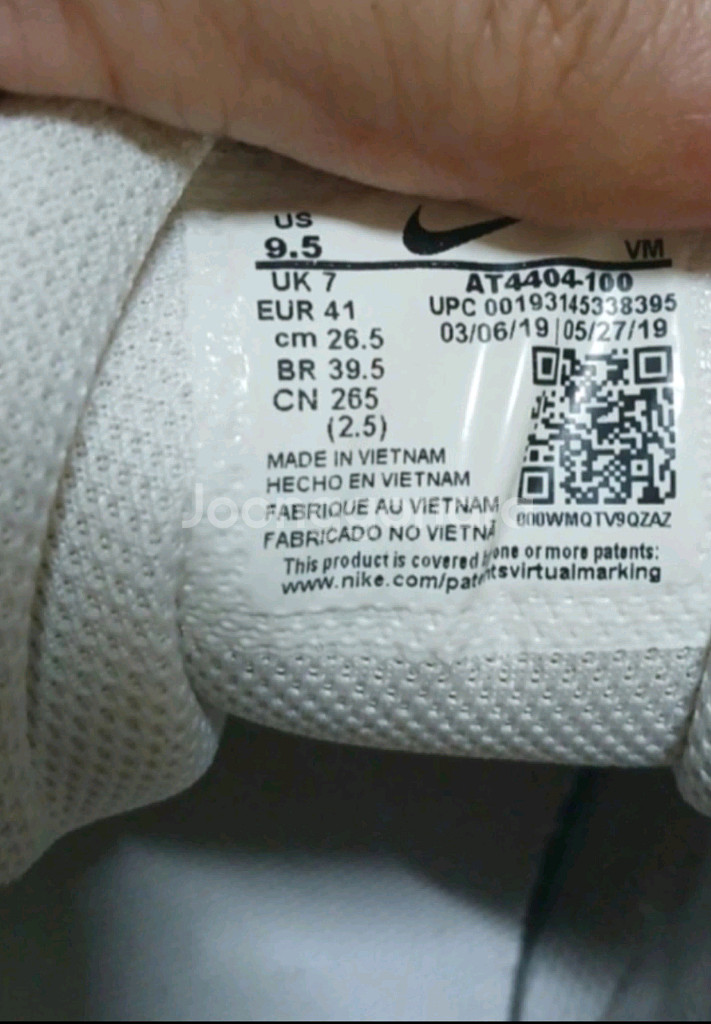 US
9.5
VM
UK 7
EUR 41
cm 26.5
BR 39.5
CN 265
(2.5)
AT4404-100
UPC 00193145338395
03/06/19 | 05/27/19
MADE IN VIETNAM
HECHO EN VIETNAM
FABRIQUE AU VIETNAM
FABRICADO NO VIETNA
000WMQTV9QZAZ
This product is covered one or more patents:
www.nike.com/patentsvirtualmarking